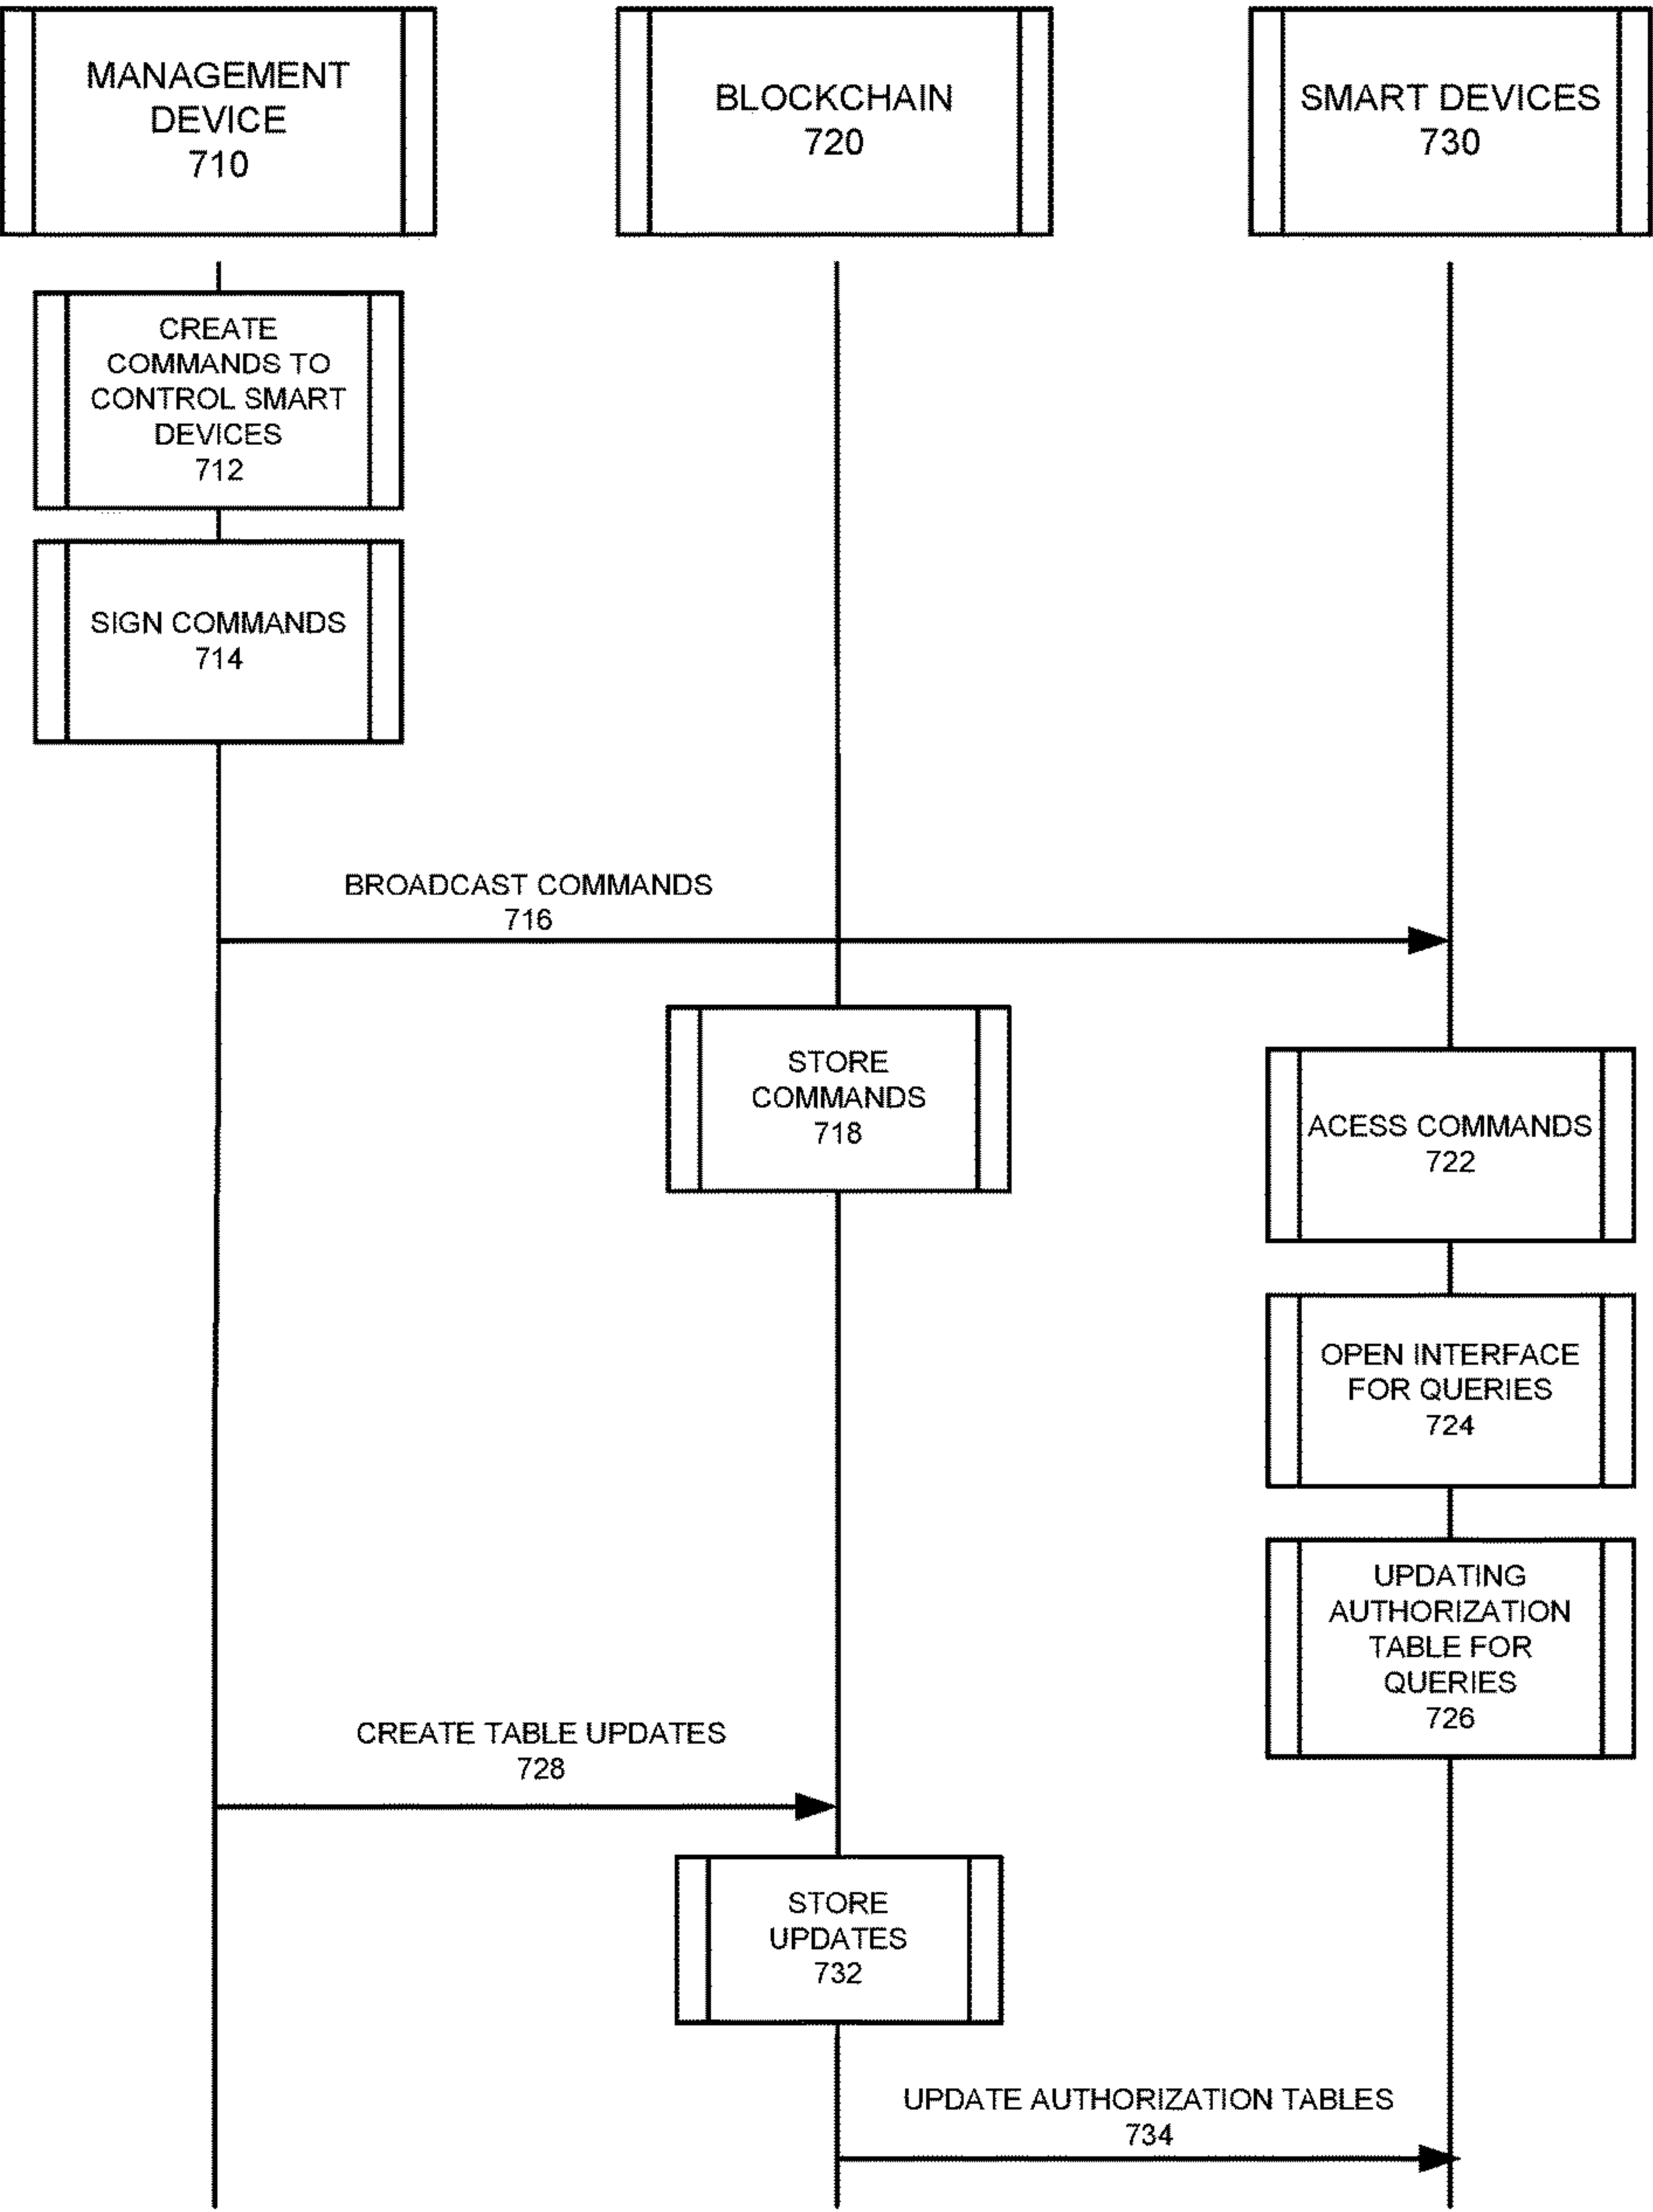 MANAGEMENT
DEVICE
710
BLOCKCHAIN
720
SMART DEVICES
730
CREATE
COMMANDS TO
CONTROL SMART
DEVICES
712
SIGN COMMANDS
714
BROADCAST COMMANDS
716
STORE
COMMANDS
718
ACESS COMMANDS
722
OPEN INTERFACE
FOR QUERIES
724
UPDATING
AUTHORIZATION
TABLE FOR
QUERIES
726
CREATE TABLE UPDATES
728
STORE
UPDATES
732
UPDATE AUTHORIZATION TABLES
734